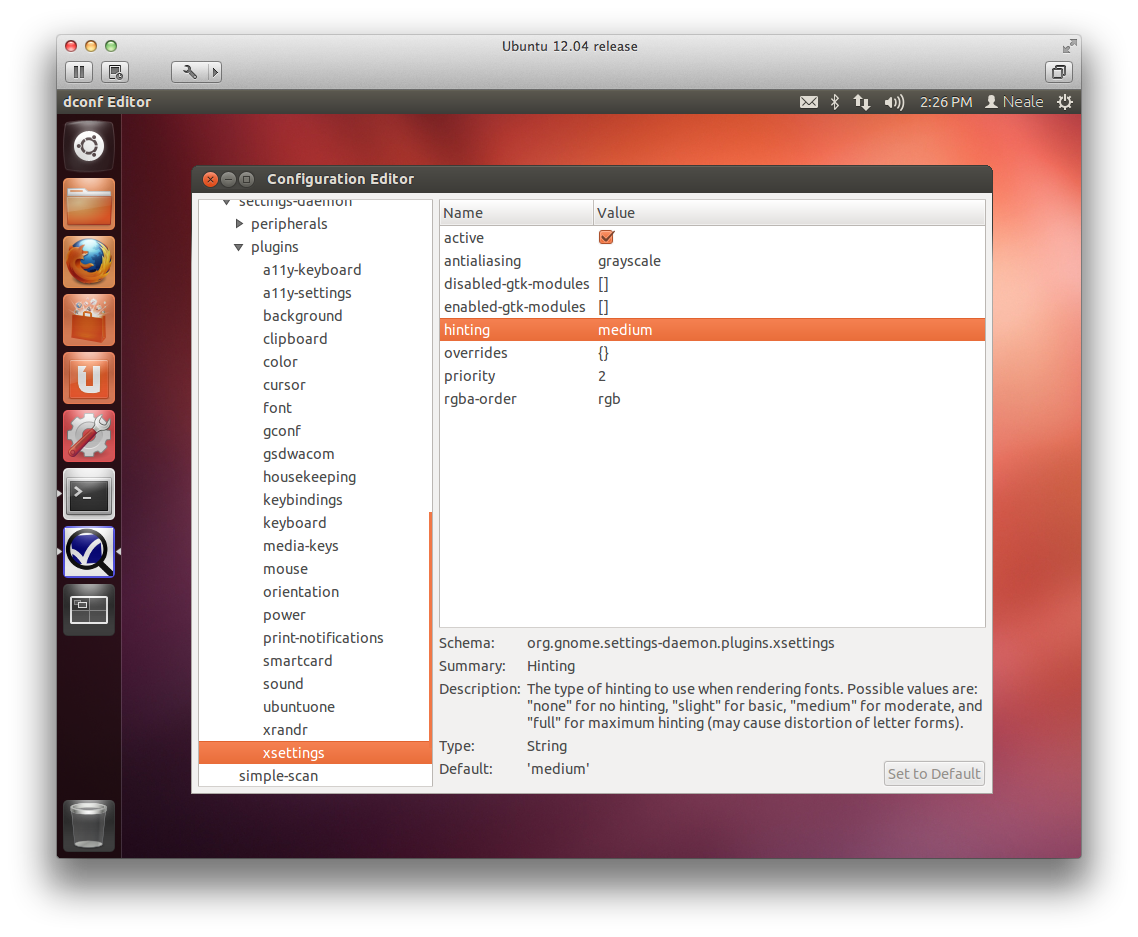 Ubuntu 12.04 release
dconf Editor
2:26 PM Neale
Configuration Editor
settings-daemon
peripherals
plugins
a11y-keyboard
a11y-settings
background
clipboard
color
cursor
font
gconf
gsdwacom
housekeeping
keybindings
keyboard
media-keys
mouse
orientation
power
print-notifications
smartcard
sound
ubuntuone
xrandr
xsettings
simple-scan
Name Value
active
antialiasing grayscale
disabled-gtk-modules []
enabled-gtk-modules []
hinting medium
overrides {}
priority 2
rgba-order rgb
Schema: org.gnome.settings-daemon.plugins.xsettings
Summary: Hinting
Description: The type of hinting to use when rendering fonts. Possible values are:
"none" for no hinting, "slight" for basic, "medium" for moderate, and
"full" for maximum hinting (may cause distortion of letter forms).
Type: String
Default: 'medium'
Set to Default